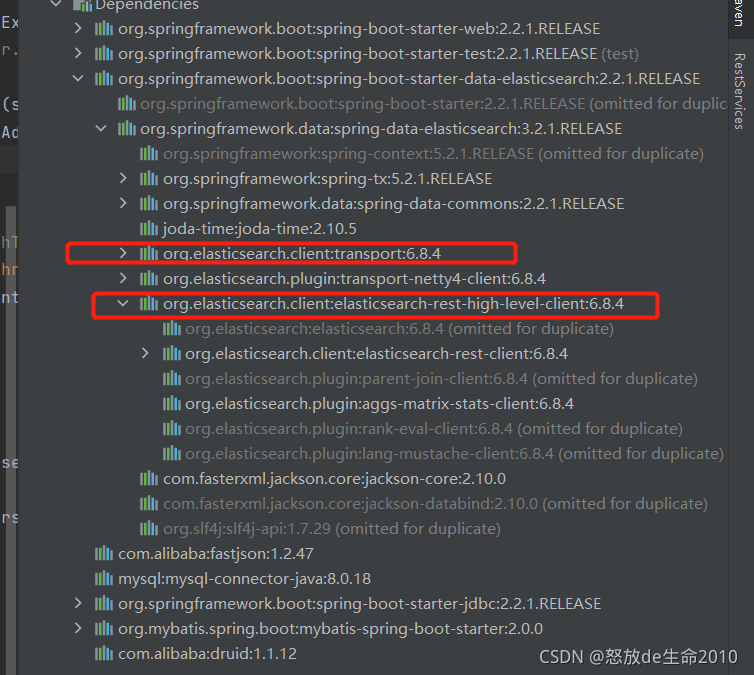 Dependencies
org.springframework.boot:spring-boot-starter-web:2.2.1.RELEASE
org.springframework.boot:spring-boot-starter-test:2.2.1.RELEASE (test)
org.springframework.boot:spring-boot-starter-data-elasticsearch:2.2.1.RELEASE
org.springframework.boot:spring-boot-starter:2.2.1.RELEASE (omitted for duplic
org.springframework.data:spring-data-elasticsearch:3.2.1.RELEASE
org.springframework:spring-context:5.2.1.RELEASE (omitted for duplicate)
org.springframework:spring-tx:5.2.1.RELEASE
org.springframework.data:spring-data-commons:2.2.1.RELEASE
joda-time:joda-time:2.10.5
org.elasticsearch.client:transport:6.8.4
org.elasticsearch.plugin:transport-netty4-client:6.8.4
org.elasticsearch.client:elasticsearch-rest-high-level-client:6.8.4
org.elasticsearch:elasticsearch:6.8.4 (omitted for duplicate)
org.elasticsearch.client:elasticsearch-rest-client:6.8.4
org.elasticsearch.plugin:parent-join-client:6.8.4 (omitted for duplicate)
org.elasticsearch.plugin:aggs-matrix-stats-client:6.8.4
org.elasticsearch.plugin:rank-eval-client:6.8.4 (omitted for duplicate)
org.elasticsearch.plugin:lang-mustache-client:6.8.4 (omitted for duplicate)
com.fasterxml.jackson.core:jackson-core:2.10.0
com.fasterxml.jackson.core:jackson-databind:2.10.0 (omitted for duplicate)
org.slf4j:slf4j-api:1.7.29 (omitted for duplicate)
com.alibaba:fastjson:1.2.47
mysql:mysql-connector-java:8.0.18
org.springframework.boot:spring-boot-starter-jdbc:2.2.1.RELEASE
org.mybatis.spring.boot:mybatis-spring-boot-starter:2.0.0
com.alibaba:druid:1.1.12
Ex
r.
(s
Ad
hT
hr
nt
se
rs
aven
RestServices
CSDN @怒放de生命2010